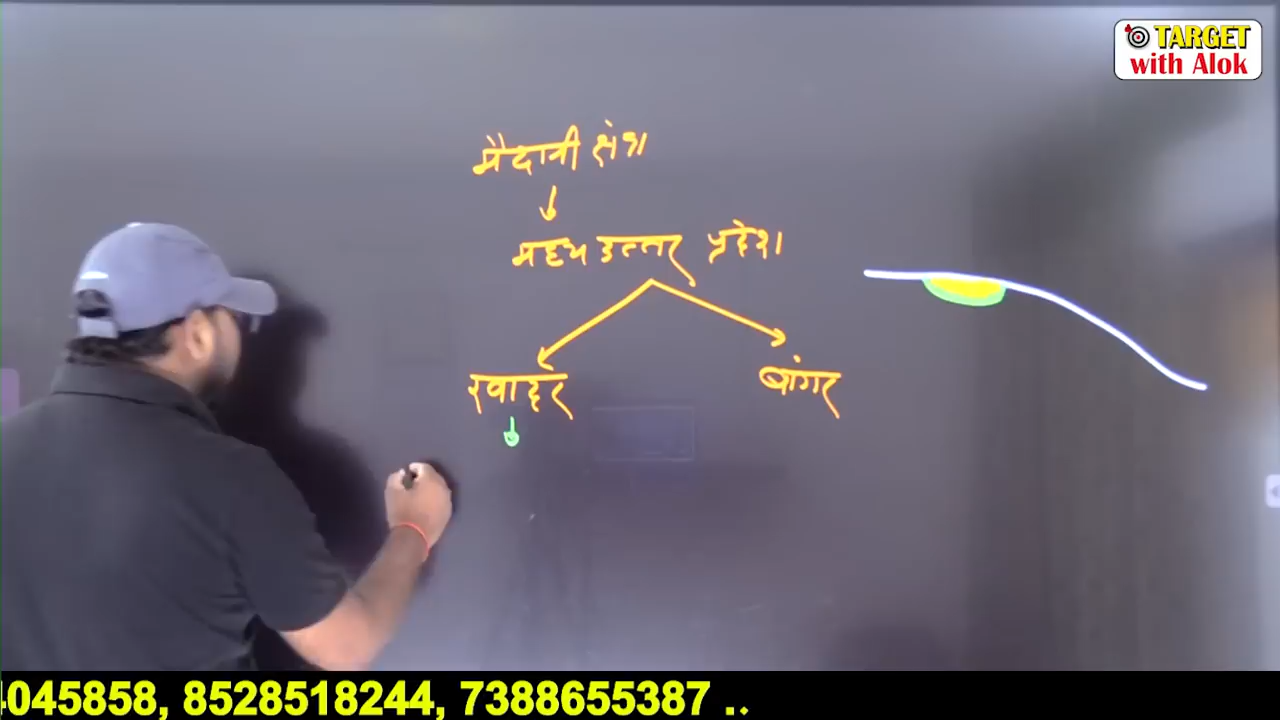 TARGET
with Alok
मैदानी क्षेत्र
मध्य उत्तर प्रदेश
खादर
बांगर
4045858, 8528518244, 7388655387 ..